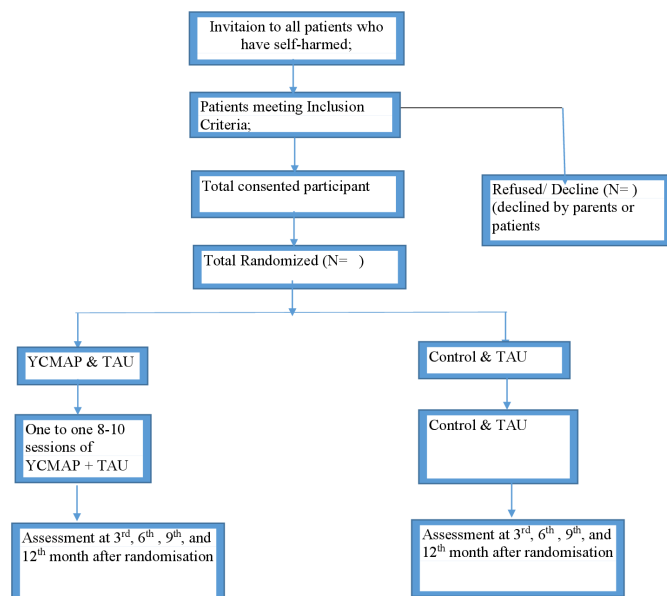 Invitaion to all patients who
have self-harmed;
Patients meeting Inclusion
Criteria;
Total consented participant
Refused/ Decline (N= )
(declined by parents or
patients
Total Randomized (N=   )
YCMAP & TAU
Control & TAU
One to one 8-10
sessions of
YCMAP + TAU
Control & TAU
Assessment at 3rd, 6th , 9th, and
12th month after randomisation
Assessment at 3rd, 6th , 9th, and
12th month after randomisation